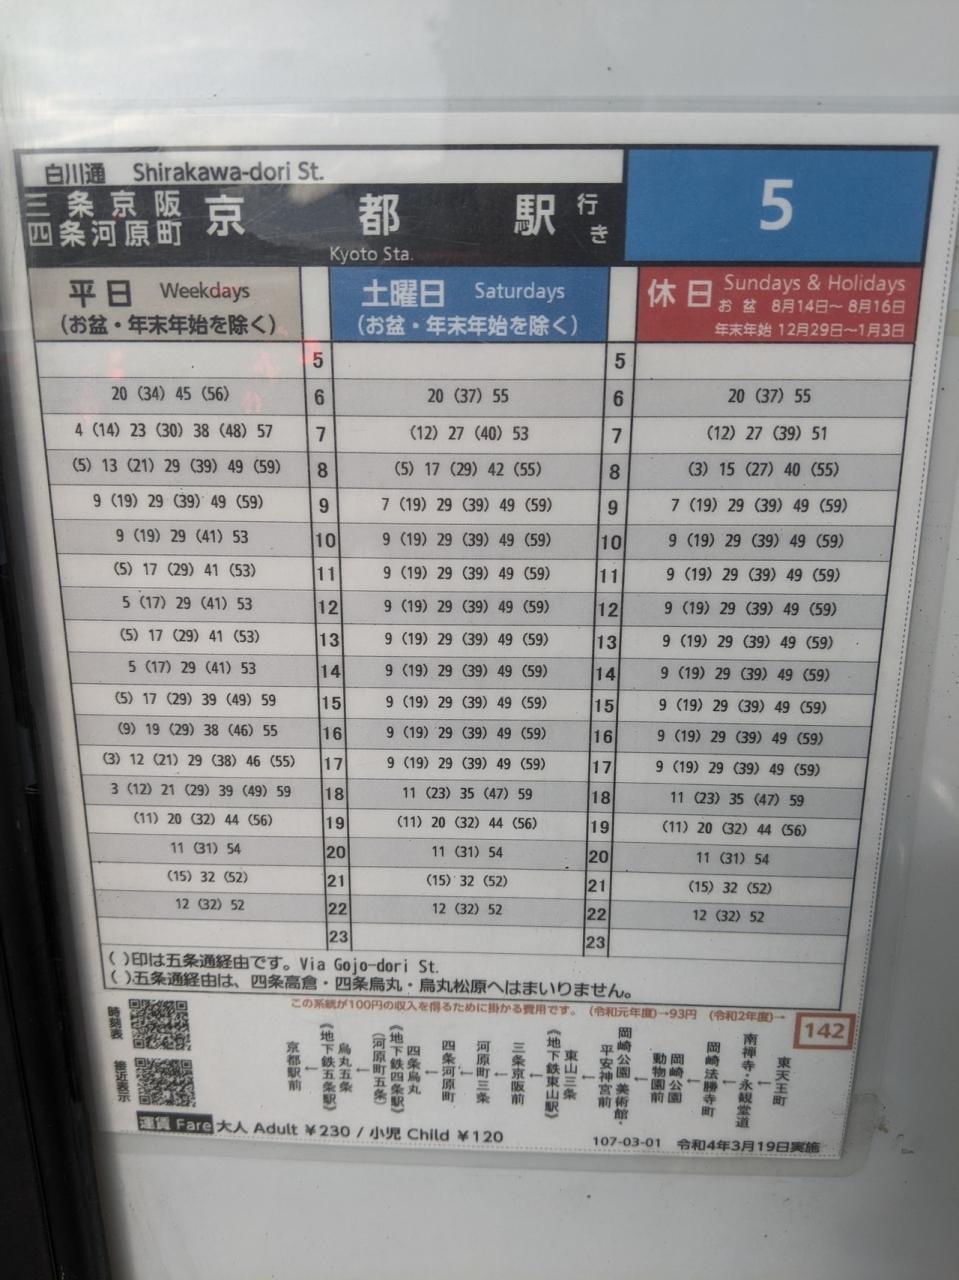 白川通 Shirakawa-dori St.
三条京阪
四条河原町
京都駅 行き
Kyoto Sta.
5
平日 Weekdays
(お盆・年末年始を除く)
土曜日 Saturdays
(お盆・年末年始を除く)
休日 Sundays & Holidays
お盆 8月14日～8月16日
年末年始 12月29日～1月3日
5 5
20 (34) 45 (56) 6 20 (37) 55 6 20 (37) 55
4 (14) 23 (30) 38 (48) 57 7 (12) 27 (40) 53 7 (12) 27 (39) 51
(5) 13 (21) 29 (39) 49 (59) 8 (5) 17 (29) 42 (55) 8 (3) 15 (27) 40 (55)
9 (19) 29 (39) 49 (59) 9 7 (19) 29 (39) 49 (59) 9 7 (19) 29 (39) 49 (59)
9 (19) 29 (41) 53 10 9 (19) 29 (39) 49 (59) 10 9 (19) 29 (39) 49 (59)
(5) 17 (29) 41 (53) 11 9 (19) 29 (39) 49 (59) 11 9 (19) 29 (39) 49 (59)
5 (17) 29 (41) 53 12 9 (19) 29 (39) 49 (59) 12 9 (19) 29 (39) 49 (59)
(5) 17 (29) 41 (53) 13 9 (19) 29 (39) 49 (59) 13 9 (19) 29 (39) 49 (59)
5 (17) 29 (41) 53 14 9 (19) 29 (39) 49 (59) 14 9 (19) 29 (39) 49 (59)
(5) 17 (29) 39 (49) 59 15 9 (19) 29 (39) 49 (59) 15 9 (19) 29 (39) 49 (59)
(9) 19 (29) 38 (46) 55 16 9 (19) 29 (39) 49 (59) 16 9 (19) 29 (39) 49 (59)
(3) 12 (21) 29 (38) 46 (55) 17 9 (19) 29 (39) 49 (59) 17 9 (19) 29 (39) 49 (59)
3 (12) 21 (29) 39 (49) 59 18 11 (23) 35 (47) 59 18 11 (23) 35 (47) 59
(11) 20 (32) 44 (56) 19 (11) 20 (32) 44 (56) 19 (11) 20 (32) 44 (56)
11 (31) 54 20 11 (31) 54 20 11 (31) 54
(15) 32 (52) 21 (15) 32 (52) 21 (15) 32 (52)
12 (32) 52 22 12 (32) 52 22 12 (32) 52
23 23
( )印は五条通経由です。Via Gojo-dori St.
( )五条通経由は、四条高倉・四条烏丸・烏丸松原へはまいりません。
この系統が100円の収入を得るために掛かる費用です。 (令和元年度)→93円 (令和2年度)→
142
時刻表
接近表示
東天王町
←
南禅寺・永観堂道
←
岡崎法勝寺町
←
岡崎公園
動物園前
←
岡崎公園 美術館・
平安神宮前
←
東山三条
《地下鉄東山駅》
←
三条京阪前
←
河原町三条
←
四条河原町
←
四条烏丸
《地下鉄四条駅》
(河原町五条)
←
烏丸五条
《地下鉄五条駅》
←
京都駅前
運賃 Fare 大人 Adult ¥230 / 小児 Child ¥120
107-03-01 令和4年3月19日実施